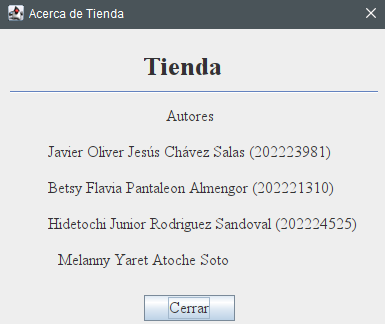 Acerca de Tienda
Tienda
Autores
Javier Oliver Jesús Chávez Salas (202223981)
Betsy Flavia Pantaleon Almengor (202221310)
Hidetochi Junior Rodriguez Sandoval (202224525)
Melanny Yaret Atoche Soto
Cerrar